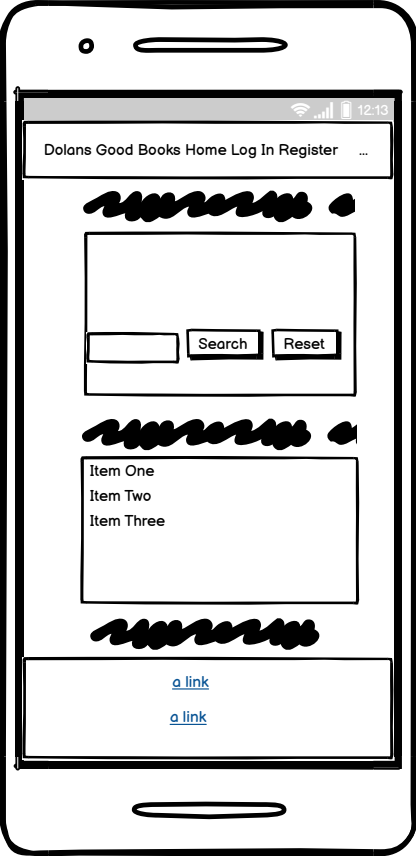 12:13
Dolans Good Books Home Log In Register ...
Search Reset
Item One
Item Two
Item Three
a link
a link